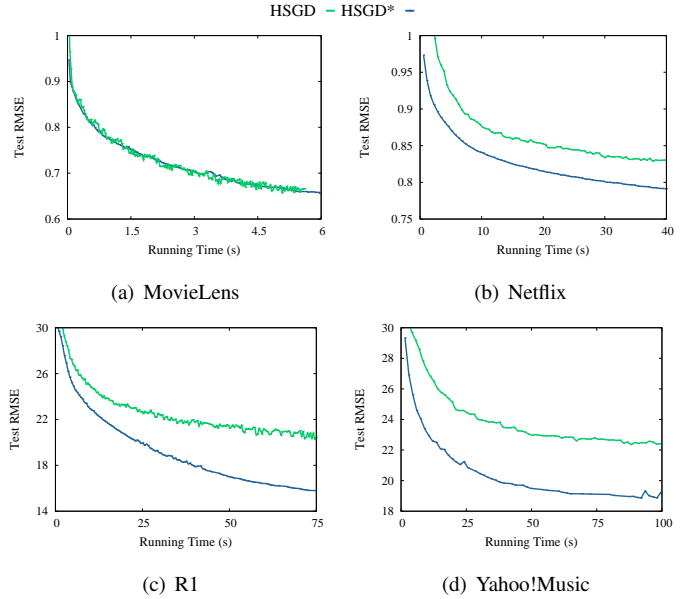 HSGD HSGD*
1
0.9
0.8
0.7
0.6
Test RMSE
0 1.5 3 4.5 6
Running Time (s)
(a) MovieLens
1
0.95
0.9
0.85
0.8
0.75
Test RMSE
0 10 20 30 40
Running Time (s)
(b) Netflix
30
26
22
18
14
Test RMSE
0 25 50 75
Running Time (s)
(c) R1
30
28
26
24
22
20
18
Test RMSE
0 25 50 75 100
Running Time (s)
(d) Yahoo!Music